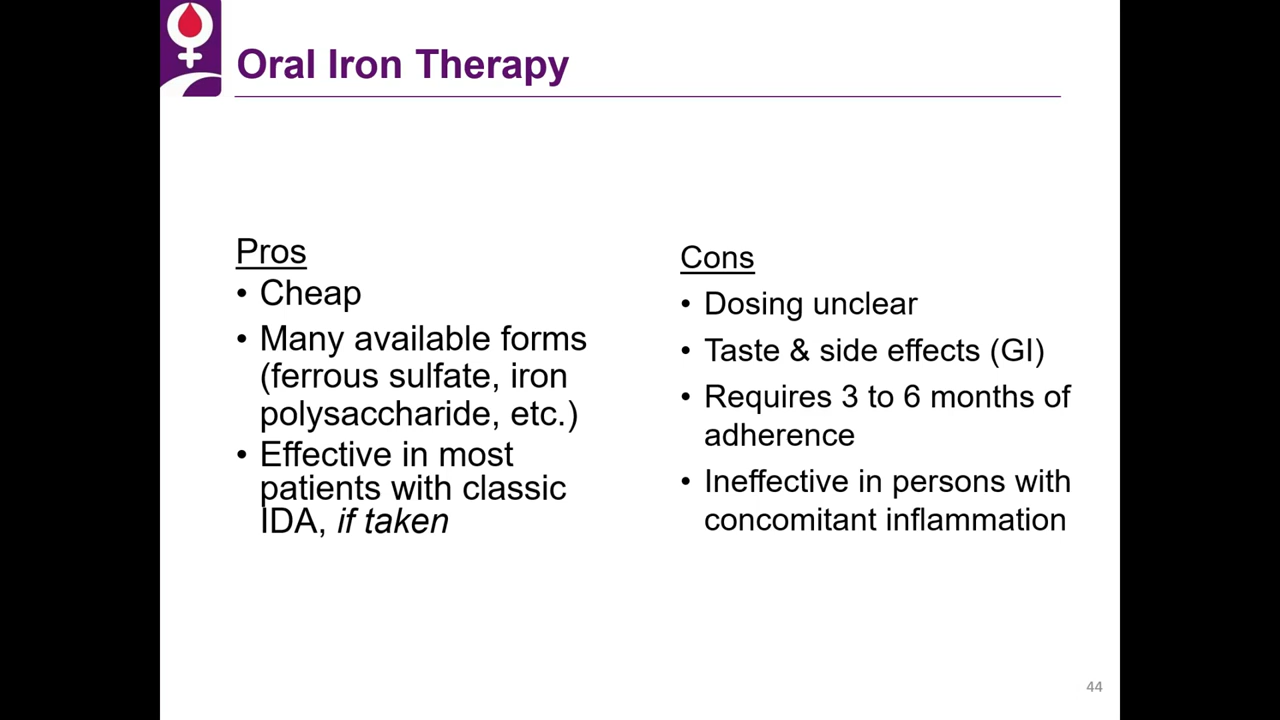 Oral Iron Therapy
Pros
• Cheap
• Many available forms
(ferrous sulfate, iron
polysaccharide, etc.)
• Effective in most
patients with classic
IDA, if taken
Cons
• Dosing unclear
• Taste & side effects (GI)
• Requires 3 to 6 months of
adherence
• Ineffective in persons with
concomitant inflammation
44